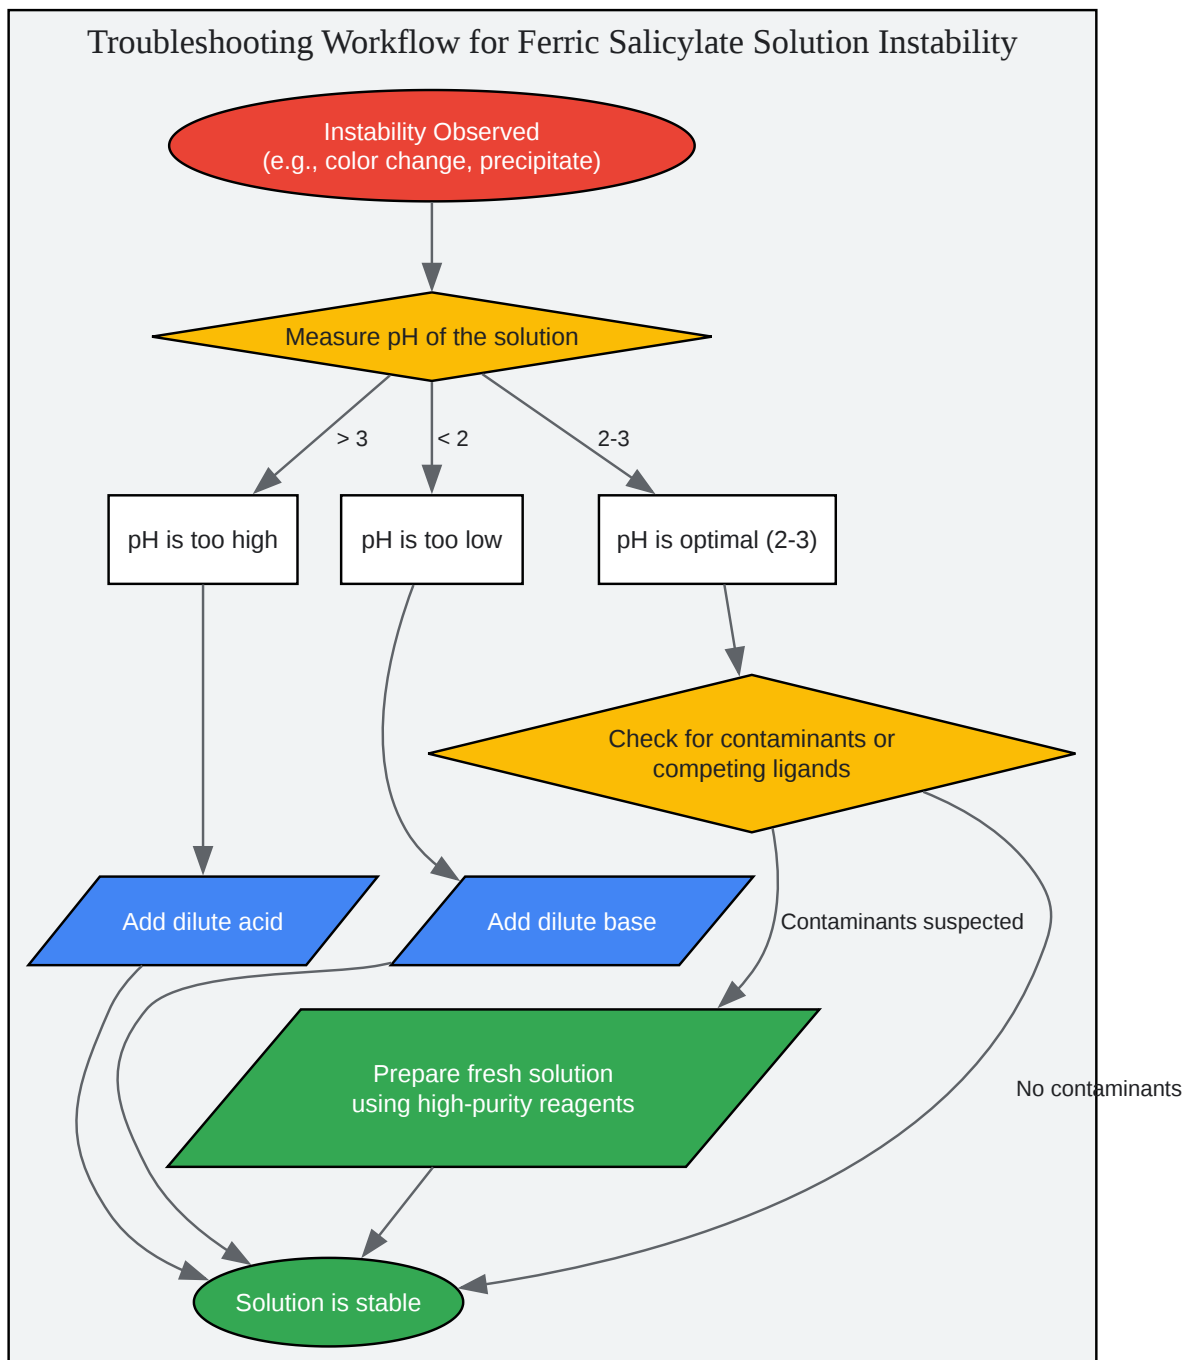 Troubleshooting Workflow for Ferric Salicylate Solution Instability
Instability Observed
(e.g., color change, precipitate)
Measure pH of the solution
> 3
< 2
2-3
pH is too high
pH is too low
pH is optimal (2-3)
Check for contaminants or
competing ligands
Add dilute acid
Add dilute base
Contaminants suspected
Prepare fresh solution
using high-purity reagents
No contaminants
Solution is stable